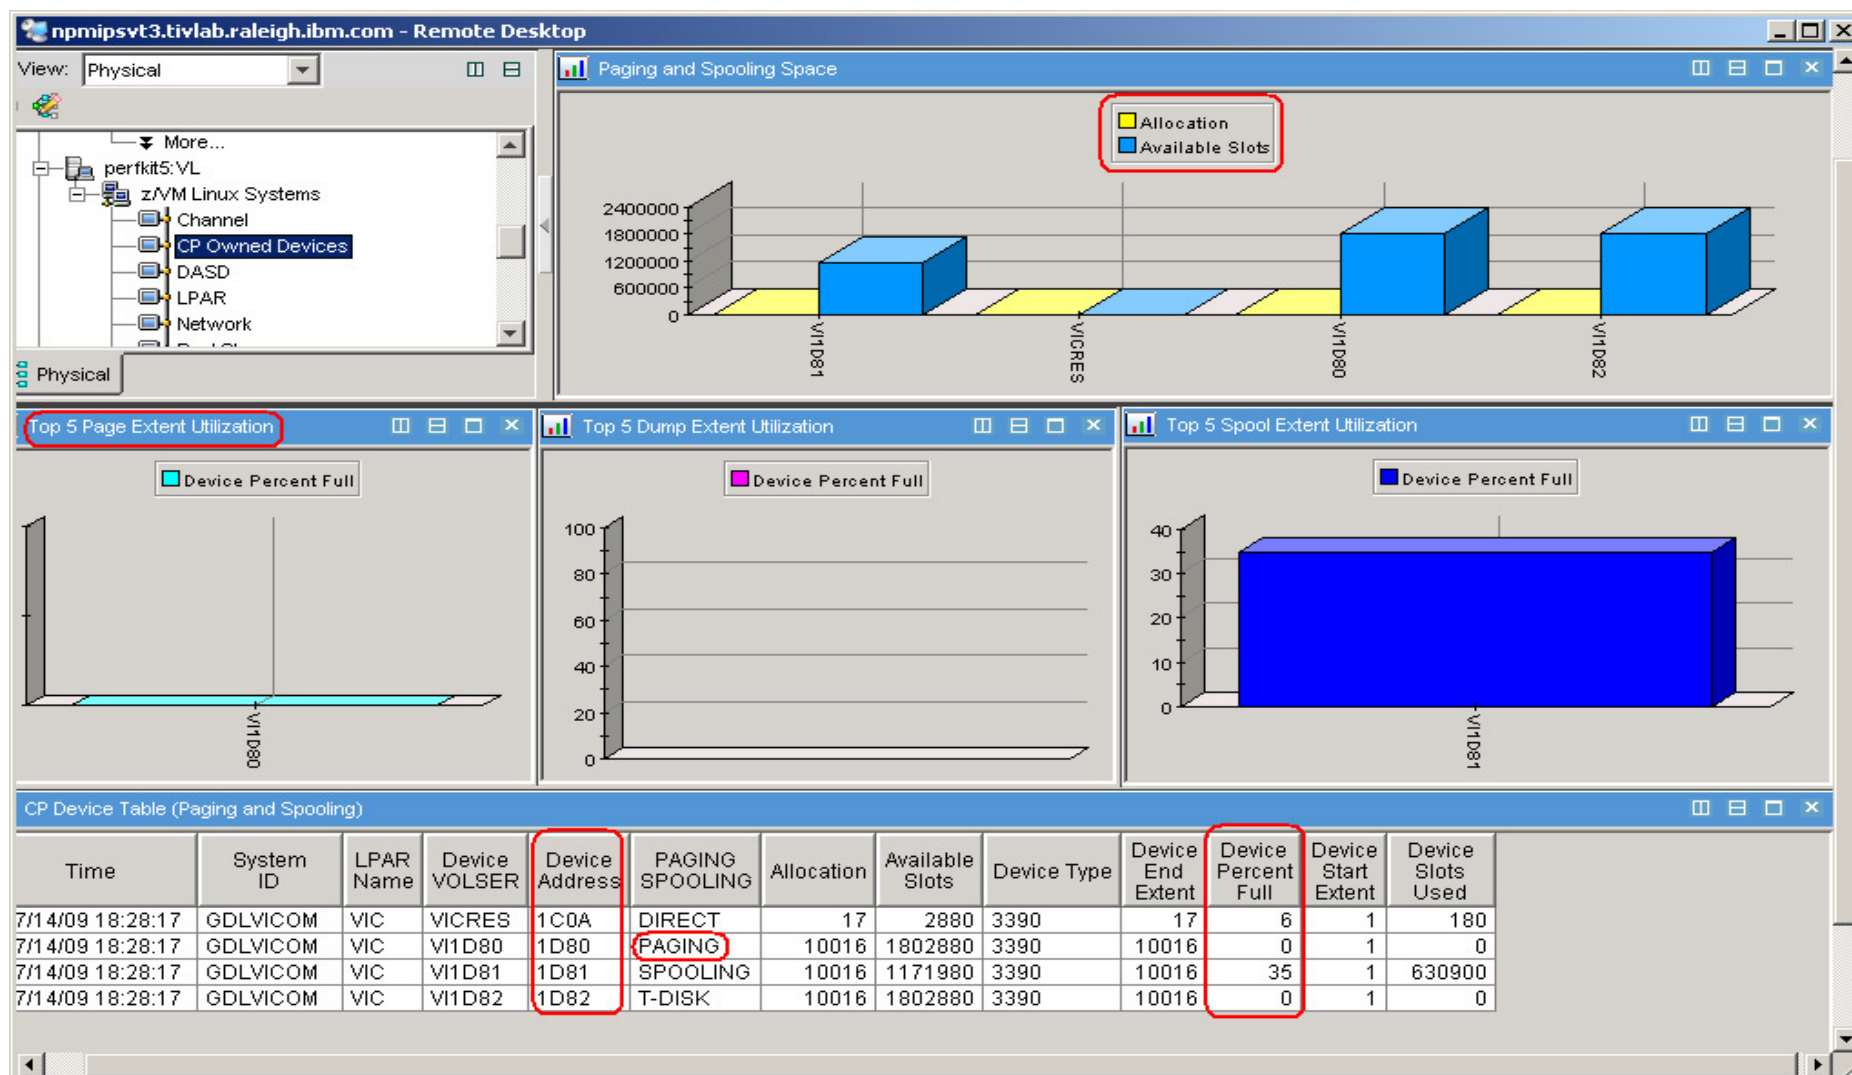 npmipsvt3.tivlab.raleigh.ibm.com - Remote Desktop
View: Physical
More...
perfkit5:VL
z/VM Linux Systems
Channel
CP Owned Devices
DASD
LPAR
Network
Physical
Paging and Spooling Space
Allocation
Available Slots
2400000
1800000
1200000
600000
0
VI1D81
VICRES
VI1D80
VI1D82
Top 5 Page Extent Utilization
Device Percent Full
VI1D80
Top 5 Dump Extent Utilization
Device Percent Full
100
80
60
40
20
0
Top 5 Spool Extent Utilization
Device Percent Full
40
30
20
10
0
VI1D81
CP Device Table (Paging and Spooling)
Time System ID LPAR Name Device VOLSER Device Address PAGING SPOOLING Allocation Available Slots Device Type Device End Extent Device Percent Full Device Start Extent Device Slots Used
7/14/09 18:28:17 GDLVICOM VIC VICRES 1C0A DIRECT 17 2880 3390 17 6 1 180
7/14/09 18:28:17 GDLVICOM VIC VI1D80 1D80 PAGING 10016 1802880 3390 10016 0 1 0
7/14/09 18:28:17 GDLVICOM VIC VI1D81 1D81 SPOOLING 10016 1171980 3390 10016 35 1 630900
7/14/09 18:28:17 GDLVICOM VIC VI1D82 1D82 T-DISK 10016 1802880 3390 10016 0 1 0